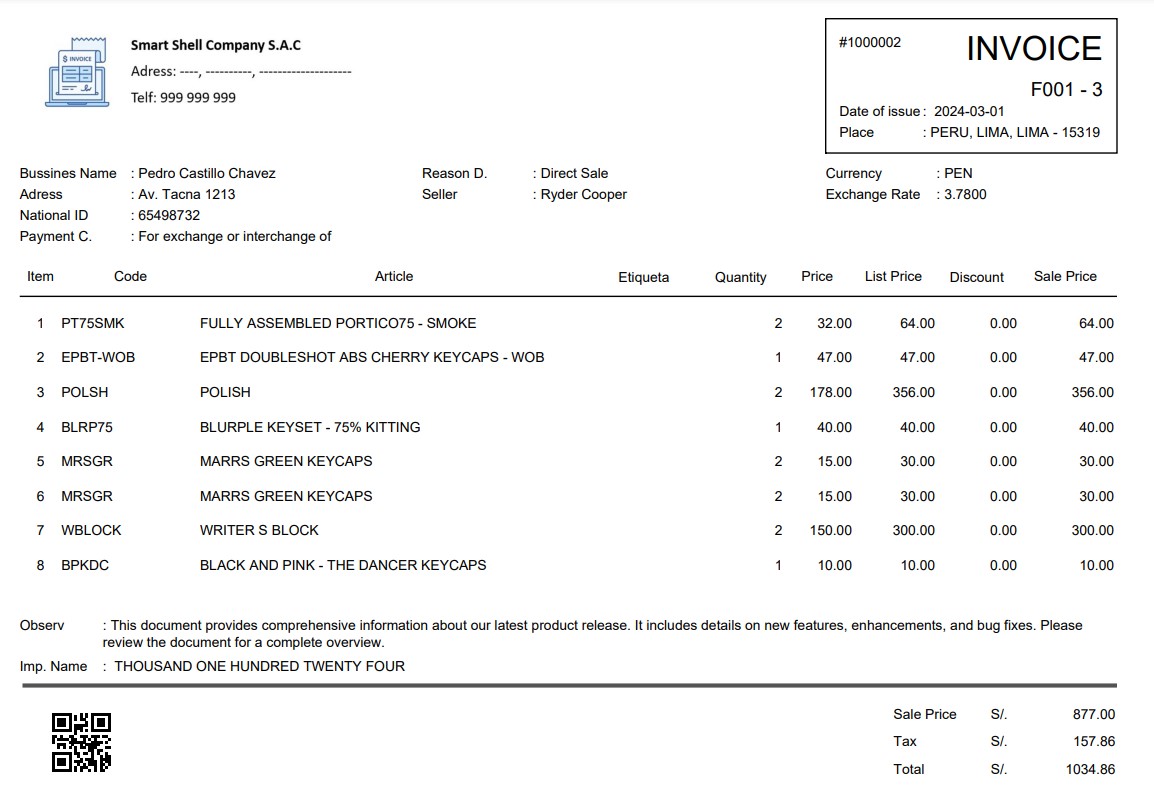 $ INVOICE
Smart Shell Company S.A.C
Adress: ----, ----------, --------------------
Telf: 999 999 999
#1000002 INVOICE
F001 - 3
Date of issue : 2024-03-01
Place : PERU, LIMA, LIMA - 15319
Bussines Name : Pedro Castillo Chavez Reason D. : Direct Sale Currency : PEN
Adress : Av. Tacna 1213 Seller : Ryder Cooper Exchange Rate : 3.7800
National ID : 65498732
Payment C. : For exchange or interchange of
Item Code Article Etiqueta Quantity Price List Price Discount Sale Price
1 PT75SMK FULLY ASSEMBLED PORTICO75 - SMOKE 2 32.00 64.00 0.00 64.00
2 EPBT-WOB EPBT DOUBLESHOT ABS CHERRY KEYCAPS - WOB 1 47.00 47.00 0.00 47.00
3 POLSH POLISH 2 178.00 356.00 0.00 356.00
4 BLRP75 BLURPLE KEYSET - 75% KITTING 1 40.00 40.00 0.00 40.00
5 MRSGR MARRS GREEN KEYCAPS 2 15.00 30.00 0.00 30.00
6 MRSGR MARRS GREEN KEYCAPS 2 15.00 30.00 0.00 30.00
7 WBLOCK WRITER S BLOCK 2 150.00 300.00 0.00 300.00
8 BPKDC BLACK AND PINK - THE DANCER KEYCAPS 1 10.00 10.00 0.00 10.00
Observ : This document provides comprehensive information about our latest product release. It includes details on new features, enhancements, and bug fixes. Please
review the document for a complete overview.
Imp. Name : THOUSAND ONE HUNDRED TWENTY FOUR
Sale Price S/. 877.00
Tax S/. 157.86
Total S/. 1034.86